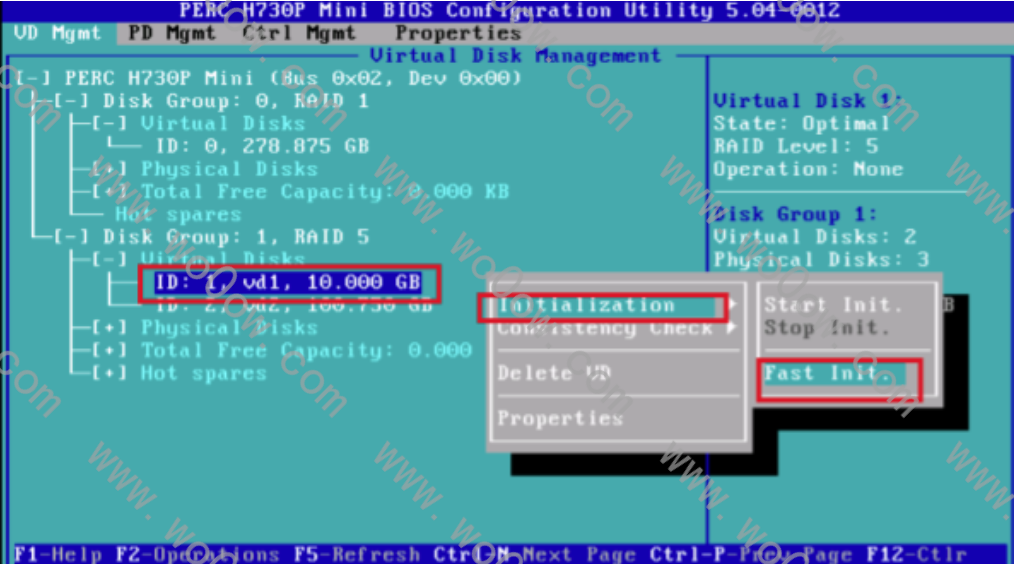 PERC H730P Mini BIOS Configuration Utility 5.04-0012
VD Mgmt PD Mgmt Ctrl Mgmt Properties
Virtual Disk Management
[-] PERC H730P Mini (Bus 0x02, Dev 0x00)
[-] Disk Group: 0, RAID 1
[-] Virtual Disks
ID: 0, 278.875 GB
[+] Physical Disks
[+] Total Free Capacity: 0.000 KB
Hot spares
[-] Disk Group: 1, RAID 5
[-] Virtual Disks
ID: 1, vd1, 10.000 GB
ID: 2, vd2, 100.750 GB
[+] Physical Disks
[+] Total Free Capacity: 0.000
[+] Hot spares
Virtual Disk 1:
State: Optimal
RAID Level: 5
Operation: None
Disk Group 1:
Virtual Disks: 2
Physical Disks: 3
B
Initialization
Consistency Check
Delete VD
Properties
Start Init.
Stop Init.
Fast Init.
F1-Help F2-Operations F5-Refresh Ctrl-N-Next Page Ctrl-P-Prev Page F12-Ctlr